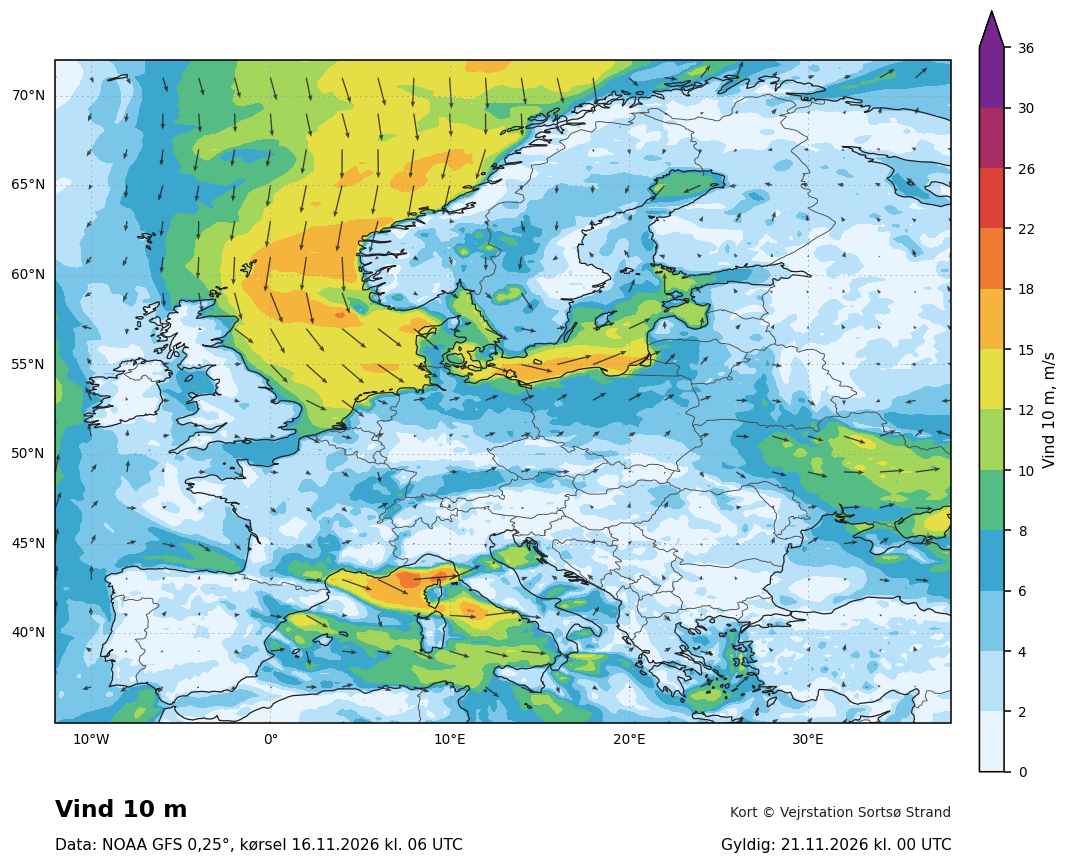 36
30
26
22
18
15
12
10
8
6
4
2
0
Vind 10 m, m/s
70°N
65°N
60°N
55°N
50°N
45°N
40°N
10°W
0°
10°E
20°E
30°E
Vind 10 m
Kort © Vejrstation Sortsø Strand
Data: NOAA GFS 0,25°, kørsel 16.11.2026 kl. 06 UTC
Gyldig: 21.11.2026 kl. 00 UTC